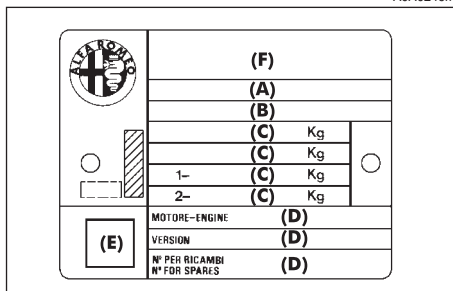 ALFA ROMEO
(F)
(A)
(B)
(C) Kg
(C) Kg
1- (C) Kg
2- (C) Kg
(E)
MOTORE-ENGINE (D)
VERSION (D)
N° PER RICAMBI
N° FOR SPARES (D)